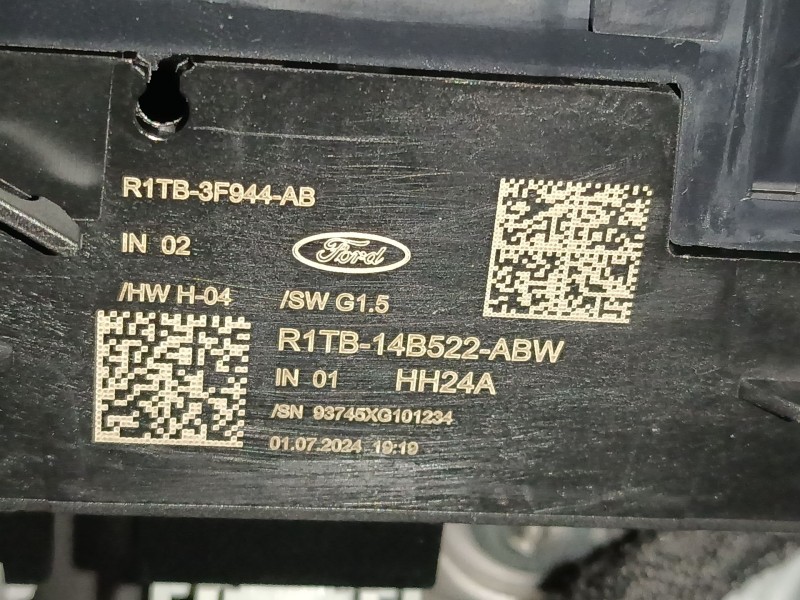 R1TB-3F944-AB
IN 02
Ford
/HW H-04 /SW G1.5
R1TB-14B522-ABW
IN 01 HH24A
/SN 93745XG101234
01.07.2024 19:19